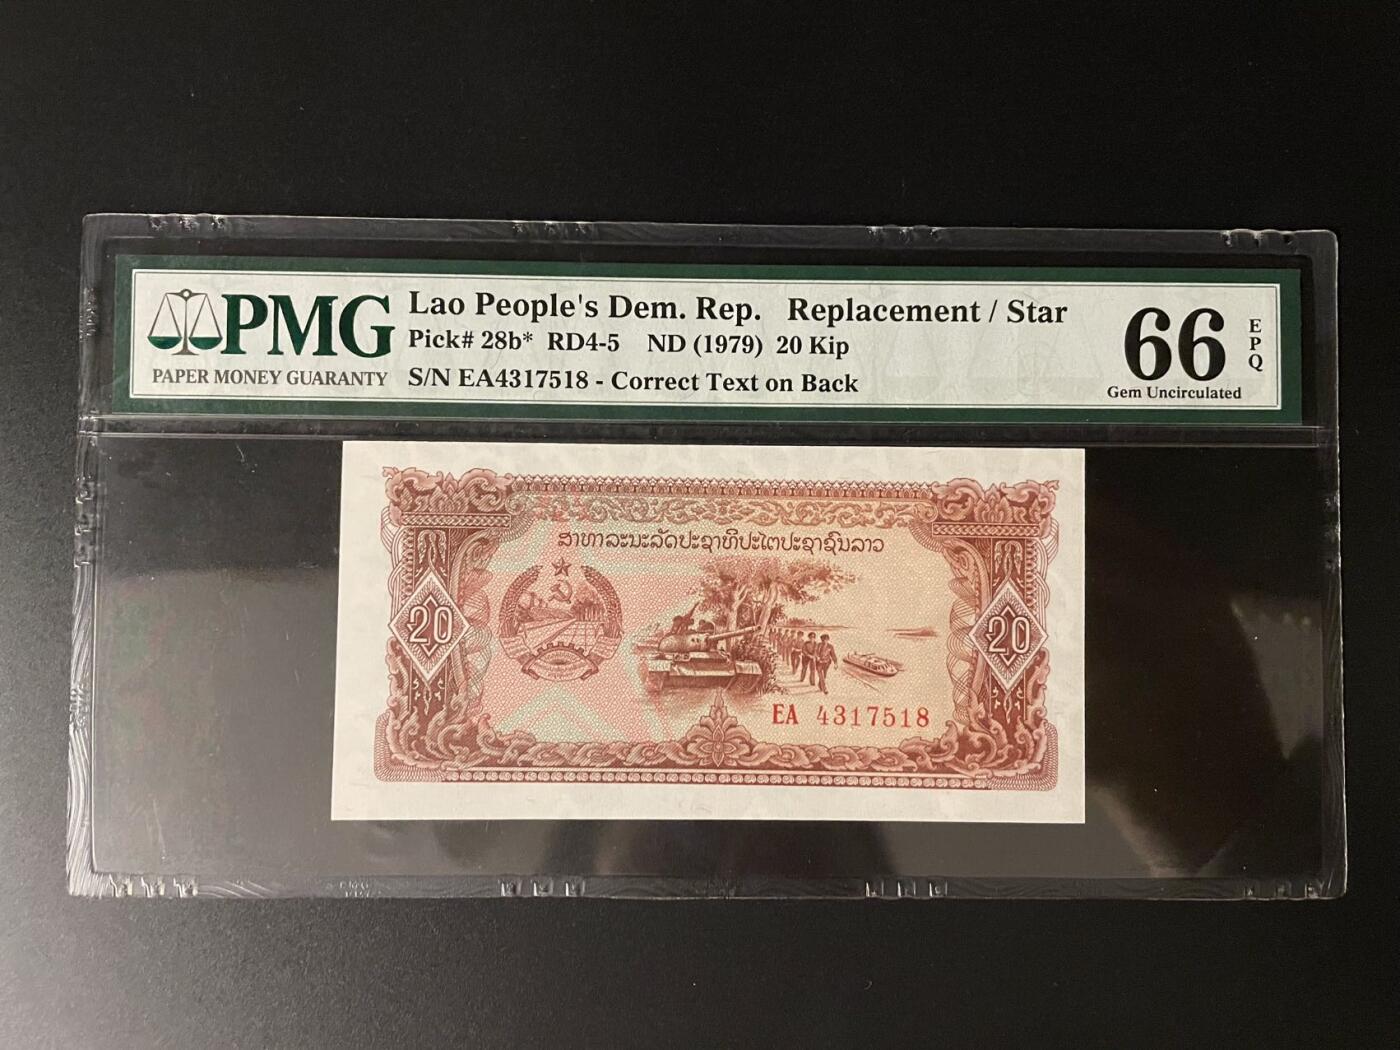 PMG
PAPER MONEY GUARANTY
Lao People's Dem. Rep. Replacement / Star
Pick# 28b* RD4-5 ND (1979) 20 Kip
S/N EA4317518 - Correct Text on Back
66
EPQ
Gem Uncirculated
ສາທາລະນະລັດປະຊາທິປະໄຕປະຊາຊົນລາວ
20
20
EA 4317518